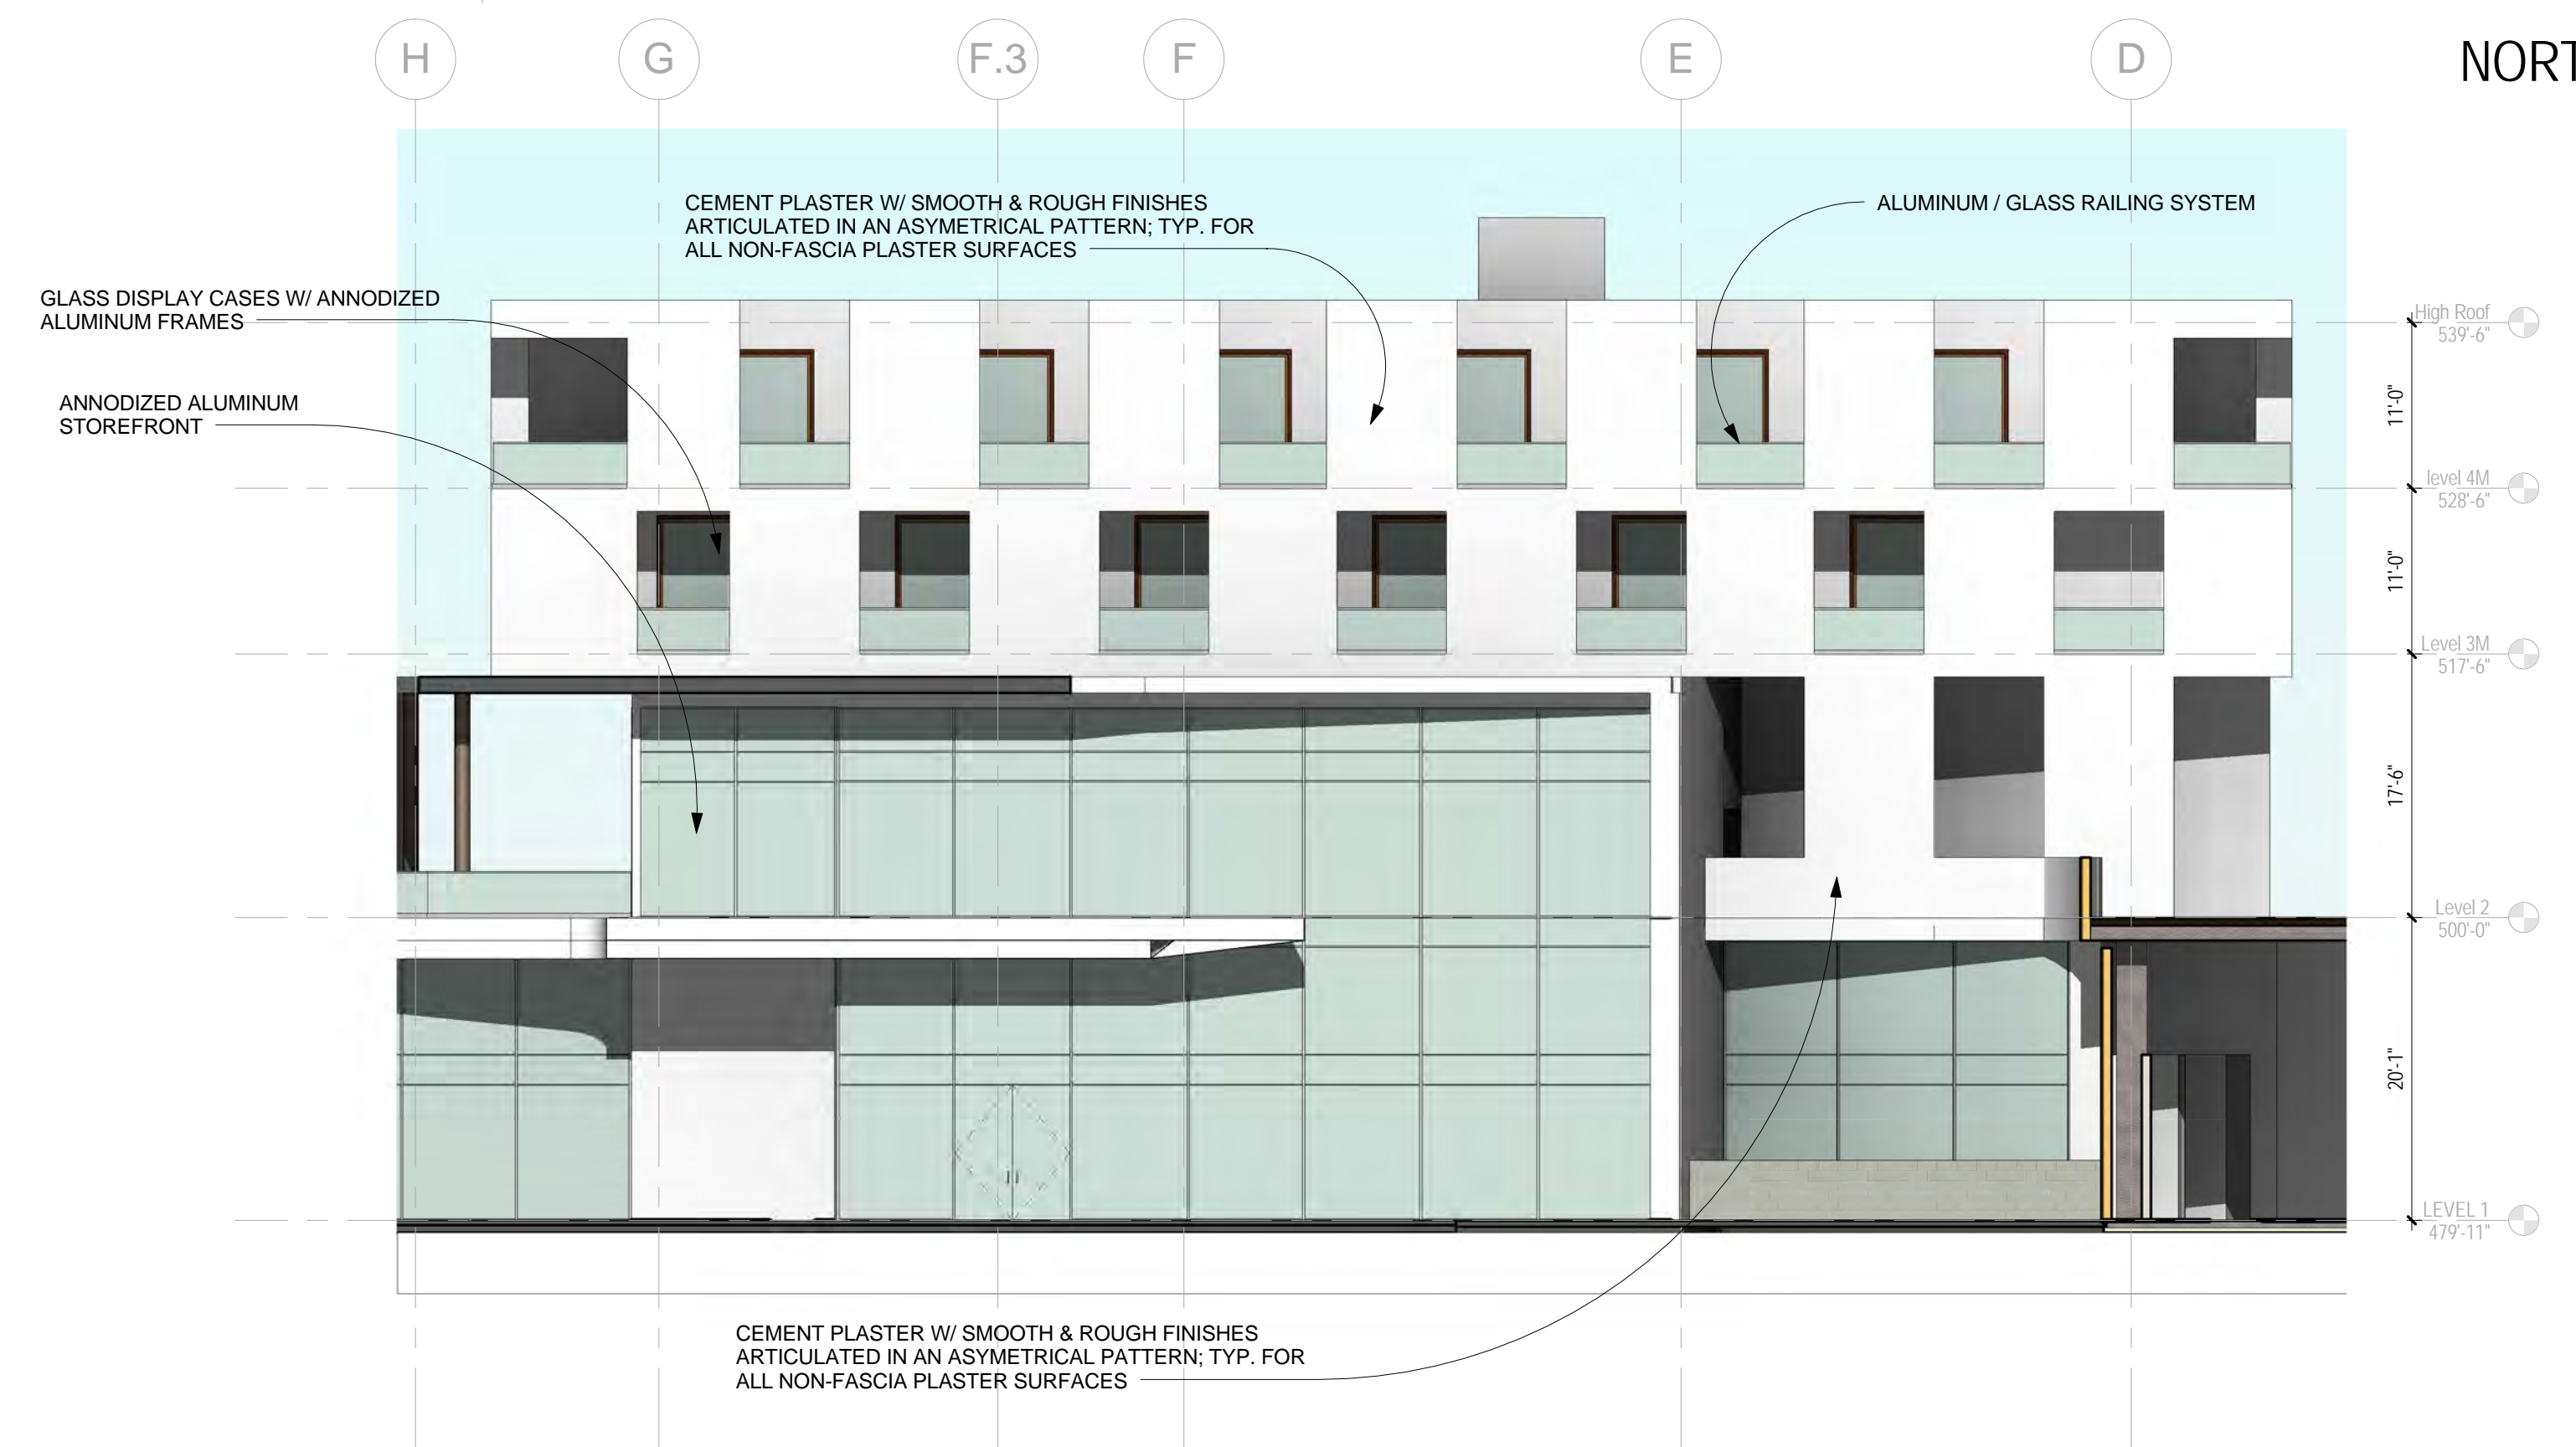 H
G
F.3
F
E
D
NORT
CEMENT PLASTER W/ SMOOTH & ROUGH FINISHES
ARTICULATED IN AN ASYMETRICAL PATTERN; TYP. FOR
ALL NON-FASCIA PLASTER SURFACES
ALUMINUM / GLASS RAILING SYSTEM
GLASS DISPLAY CASES W/ ANNODIZED
ALUMINUM FRAMES
ANNODIZED ALUMINUM
STOREFRONT
High Roof
539'-6"
11'-0"
level 4M
528'-6"
11'-0"
Level 3M
517'-6"
17'-6"
Level 2
500'-0"
20'-1"
LEVEL 1
479'-11"
CEMENT PLASTER W/ SMOOTH & ROUGH FINISHES
ARTICULATED IN AN ASYMETRICAL PATTERN; TYP. FOR
ALL NON-FASCIA PLASTER SURFACES